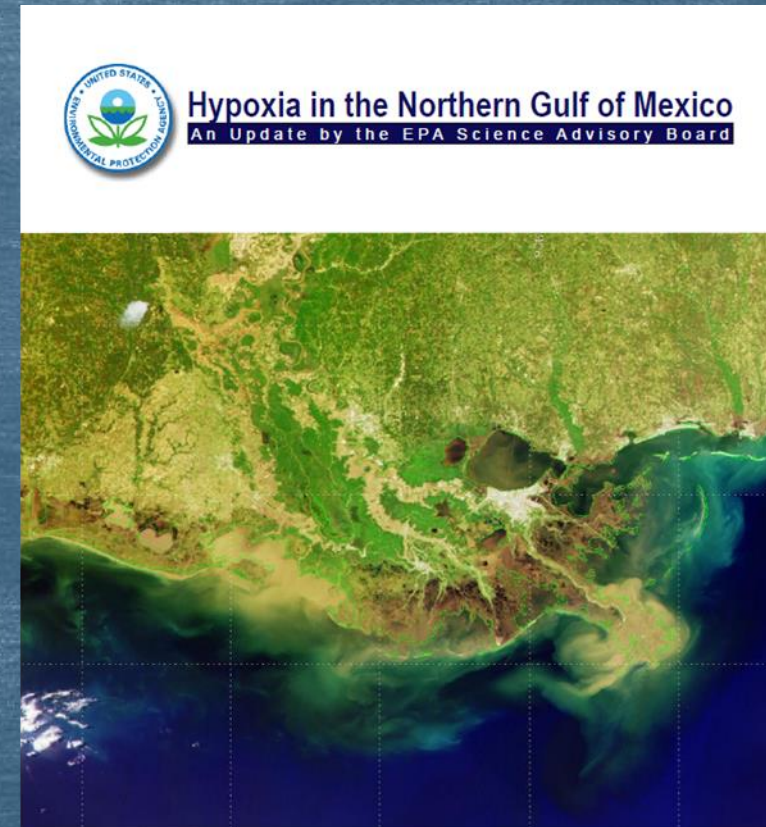 UNITED STATES
ENVIRONMENTAL PROTECTION AGENCY
Hypoxia in the Northern Gulf of Mexico
An Update by the EPA Science Advisory Board